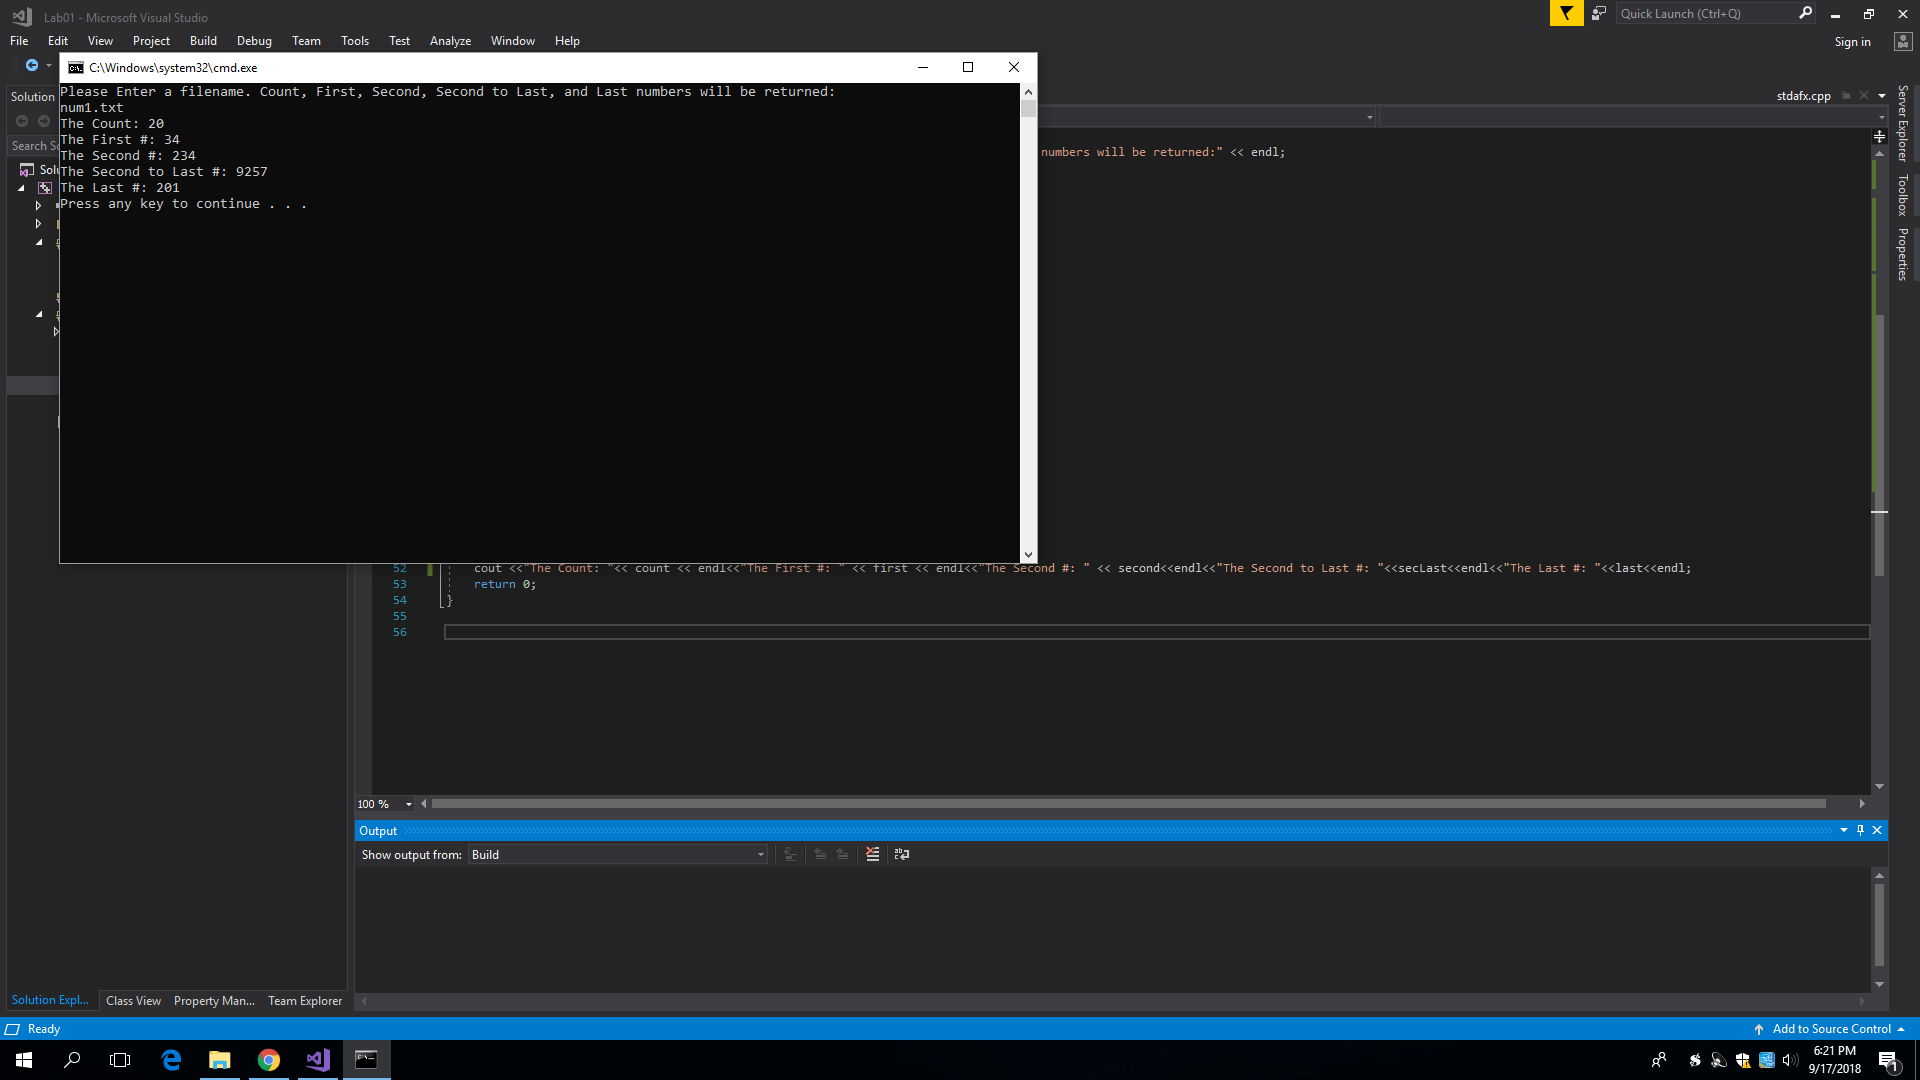 Lab01 - Microsoft Visual Studio
Quick Launch (Ctrl+Q)
File Edit View Project Build Debug Team Tools Test Analyze Window Help
Sign in
C:\Windows\system32\cmd.exe
Please Enter a filename. Count, First, Second, Second to Last, and Last numbers will be returned:
num1.txt
The Count: 20
The First #: 34
The Second #: 234
The Second to Last #: 9257
The Last #: 201
Press any key to continue . . .
Solution
Search So
Solu
stdafx.cpp
numbers will be returned:" << endl;
Server Explorer
Toolbox
Properties
52 cout <<"The Count: "<< count << endl<<"The First #: " << first << endl<<"The Second #: " << second<<endl<<"The Second to Last #: "<<secLast<<endl<<"The Last #: "<<last<<endl;
53 return 0;
54 }
55
56
100 %
Output
Show output from: Build
Solution Expl... Class View Property Man... Team Explorer
Ready
Add to Source Control
6:21 PM
9/17/2018
1